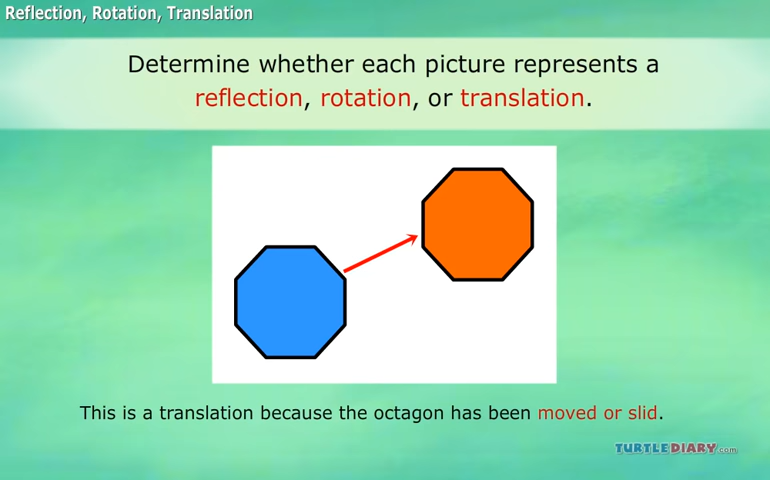 Reflection, Rotation, Translation
Determine whether each picture represents a
reflection, rotation, or translation.
This is a translation because the octagon has been moved or slid.
TURTLEDIARY.com